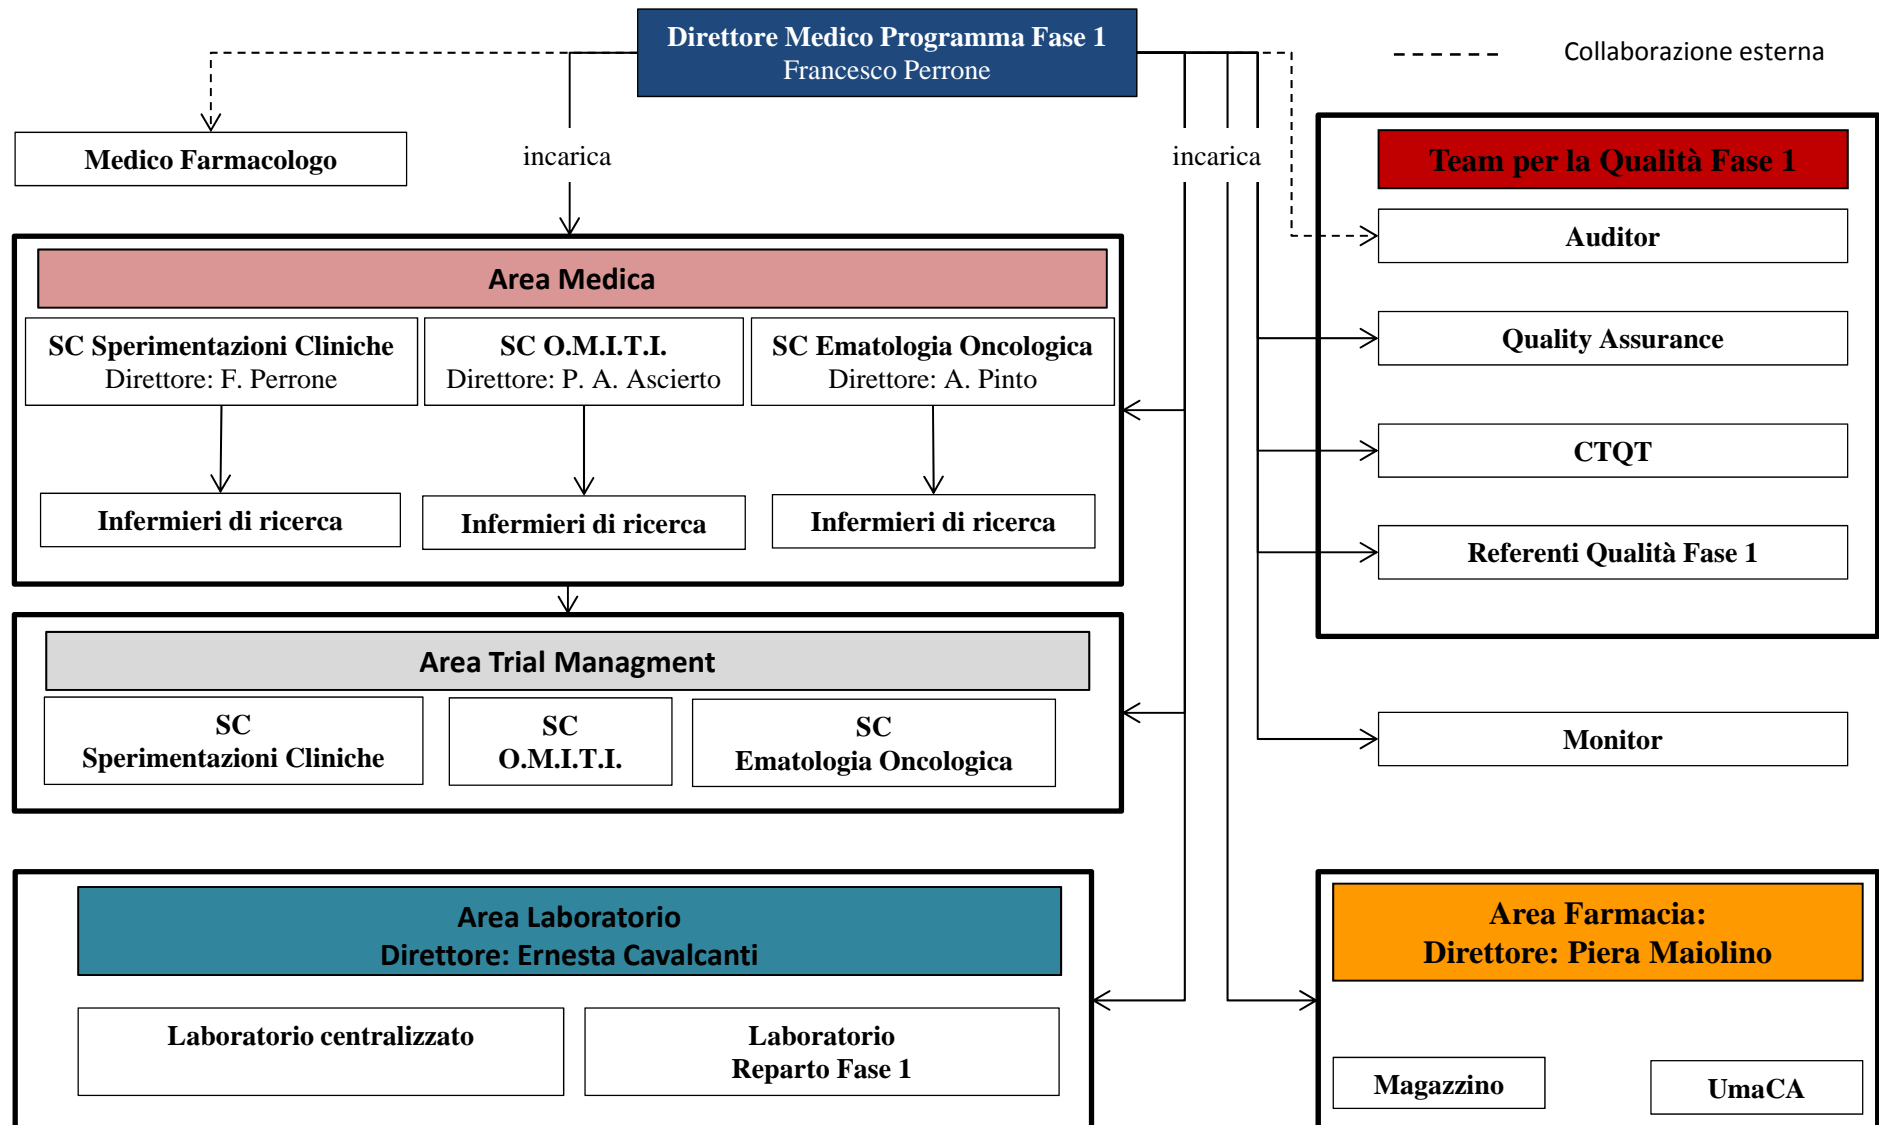 Direttore Medico Programma Fase 1
Francesco Perrone
Collaborazione esterna
Medico Farmacologo
incarica
incarica
Team per la Qualità Fase 1
Auditor
Quality Assurance
CTQT
Referenti Qualità Fase 1
Monitor
Area Medica
SC Sperimentazioni Cliniche
Direttore: F. Perrone
SC O.M.I.T.I.
Direttore: P. A. Ascierto
SC Ematologia Oncologica
Direttore: A. Pinto
Infermieri di ricerca
Infermieri di ricerca
Infermieri di ricerca
Area Trial Managment
SC
Sperimentazioni Cliniche
SC
O.M.I.T.I.
SC
Ematologia Oncologica
Area Laboratorio
Direttore: Ernesta Cavalcanti
Laboratorio centralizzato
Laboratorio
Reparto Fase 1
Area Farmacia:
Direttore: Piera Maiolino
Magazzino
UmaCA